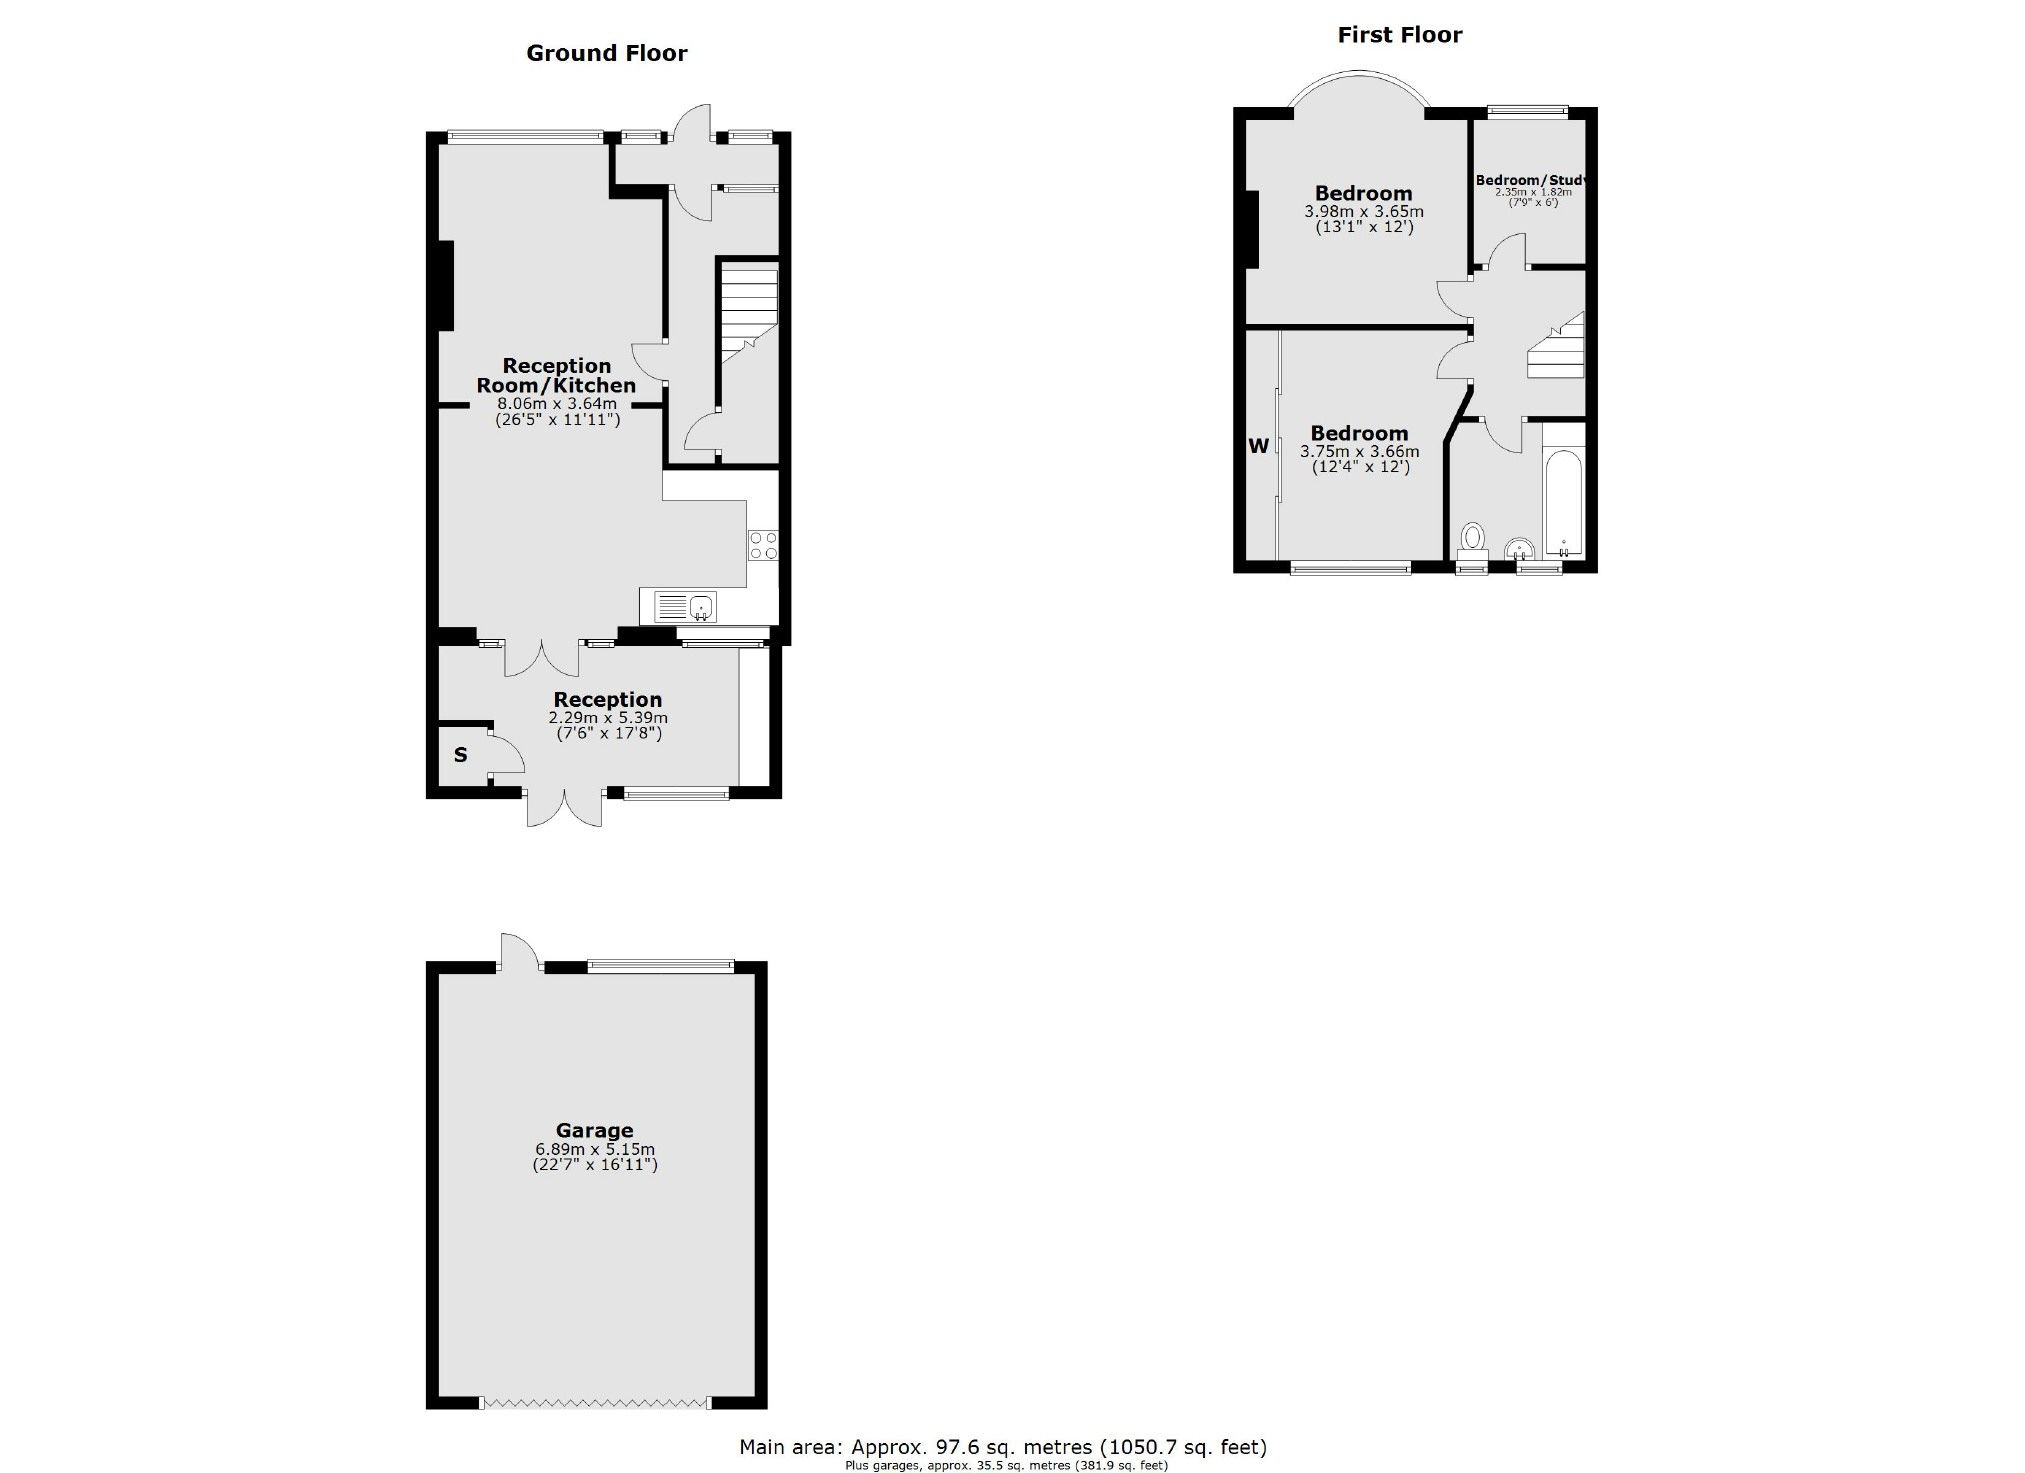 Ground Floor
First Floor
Reception
Room/Kitchen
8.06m x 3.64m
(26'5" x 11'11")
Reception
2.29m x 5.39m
(7'6" x 17'8")
S
Bedroom
3.98m x 3.65m
(13'1" x 12')
Bedroom/Study
2.35m x 1.82m
(7'9" x 6')
W
Bedroom
3.75m x 3.66m
(12'4" x 12')
Garage
6.89m x 5.15m
(22'7" x 16'11")
Main area: Approx. 97.6 sq. metres (1050.7 sq. feet)
Plus garages, approx. 35.5 sq. metres (381.9 sq. feet)